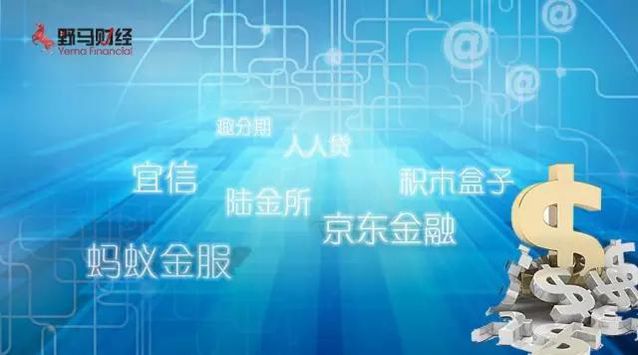 野马财经
Yema Financial
趣分期
人人贷
宜信
积木盒子
陆金所
京东金融
蚂蚁金服